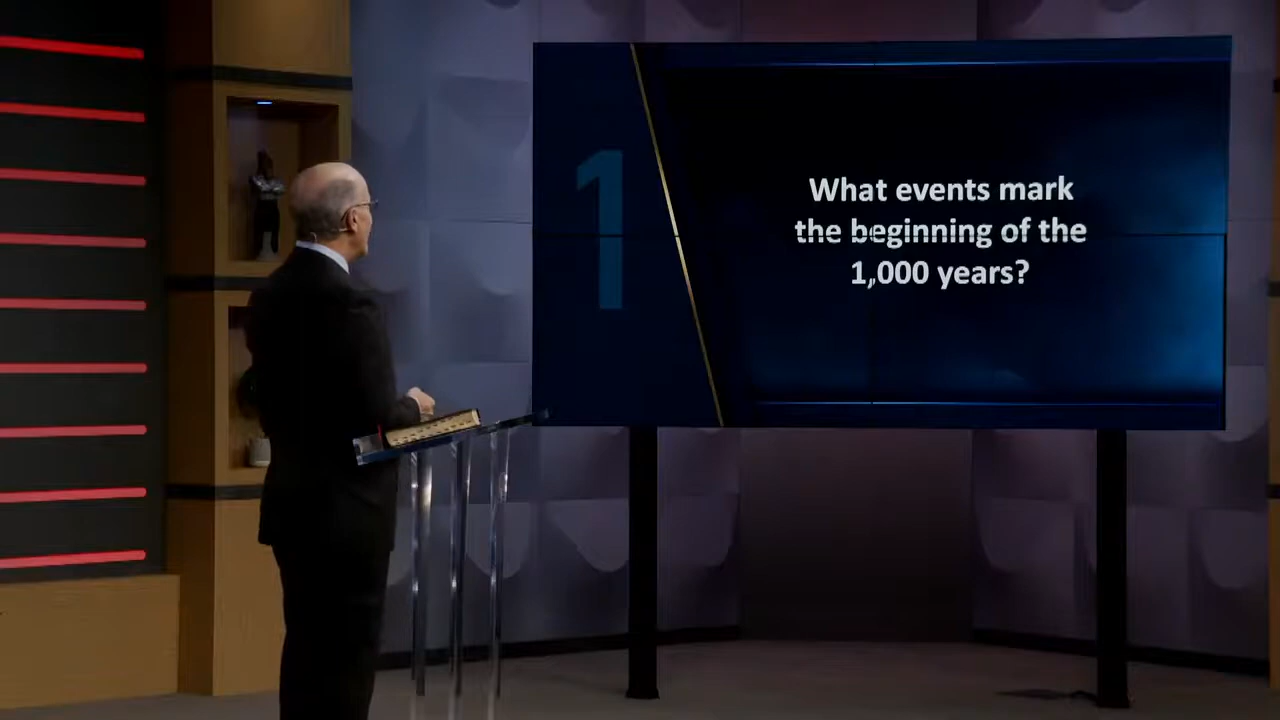 1
What events mark
the beginning of the
1,000 years?